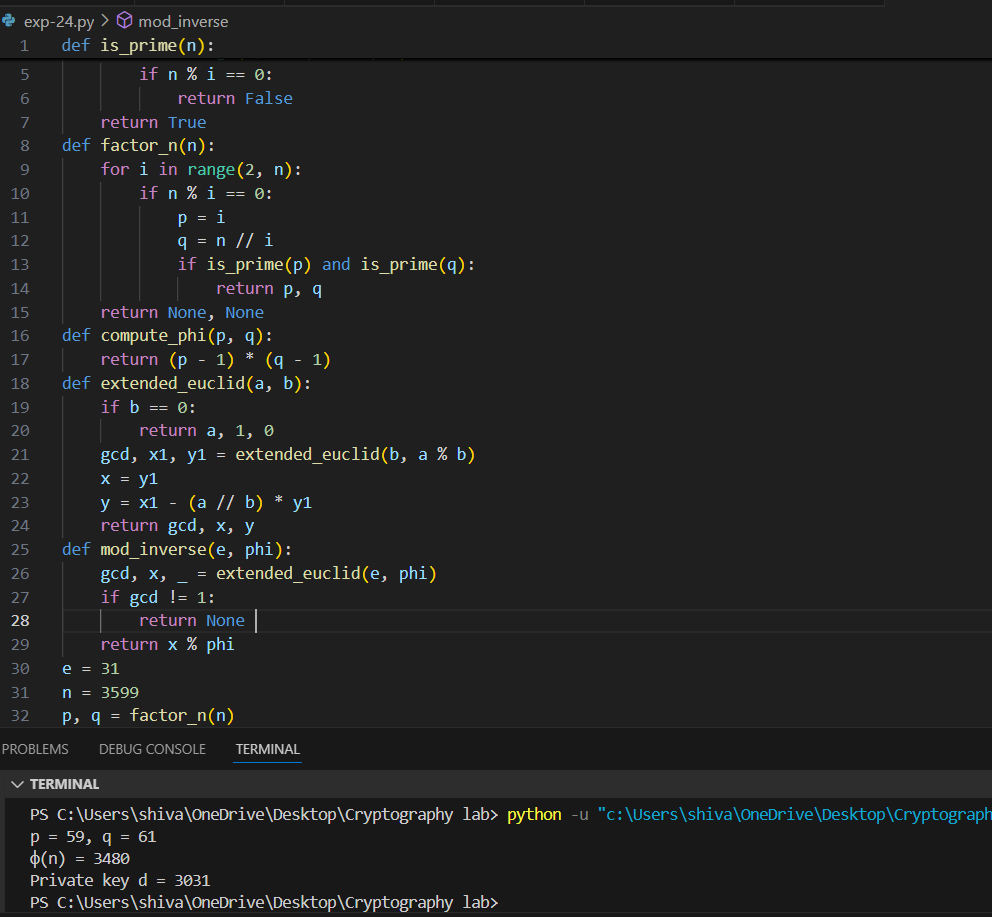 exp-24.py > mod_inverse
1 def is_prime(n):
5 if n % i == 0:
6 return False
7 return True
8 def factor_n(n):
9 for i in range(2, n):
10 if n % i == 0:
11 p = i
12 q = n // i
13 if is_prime(p) and is_prime(q):
14 return p, q
15 return None, None
16 def compute_phi(p, q):
17 return (p - 1) * (q - 1)
18 def extended_euclid(a, b):
19 if b == 0:
20 return a, 1, 0
21 gcd, x1, y1 = extended_euclid(b, a % b)
22 x = y1
23 y = x1 - (a // b) * y1
24 return gcd, x, y
25 def mod_inverse(e, phi):
26 gcd, x, _ = extended_euclid(e, phi)
27 if gcd != 1:
28 return None
29 return x % phi
30 e = 31
31 n = 3599
32 p, q = factor_n(n)
PROBLEMS DEBUG CONSOLE TERMINAL
TERMINAL
PS C:\Users\shiva\OneDrive\Desktop\Cryptography lab> python -u "c:\Users\shiva\OneDrive\Desktop\Cryptograph
p = 59, q = 61
ϕ(n) = 3480
Private key d = 3031
PS C:\Users\shiva\OneDrive\Desktop\Cryptography lab>